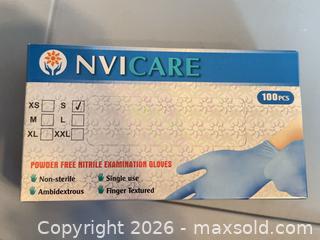 NVICARE
100PCS
XS S ✓
M L
XL XXL
POWDER FREE NITRILE EXAMINATION GLOVES
Non-sterile Single use
Ambidextrous Finger Textured
Copyright 2026 - maxsold.com